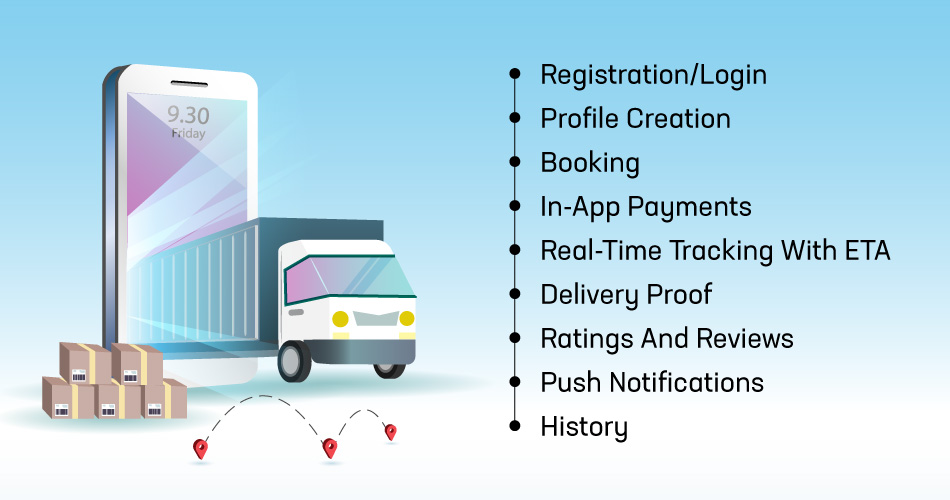 9.30
Friday
Registration/Login
Profile Creation
Booking
In-App Payments
Real-Time Tracking With ETA
Delivery Proof
Ratings And Reviews
Push Notifications
History